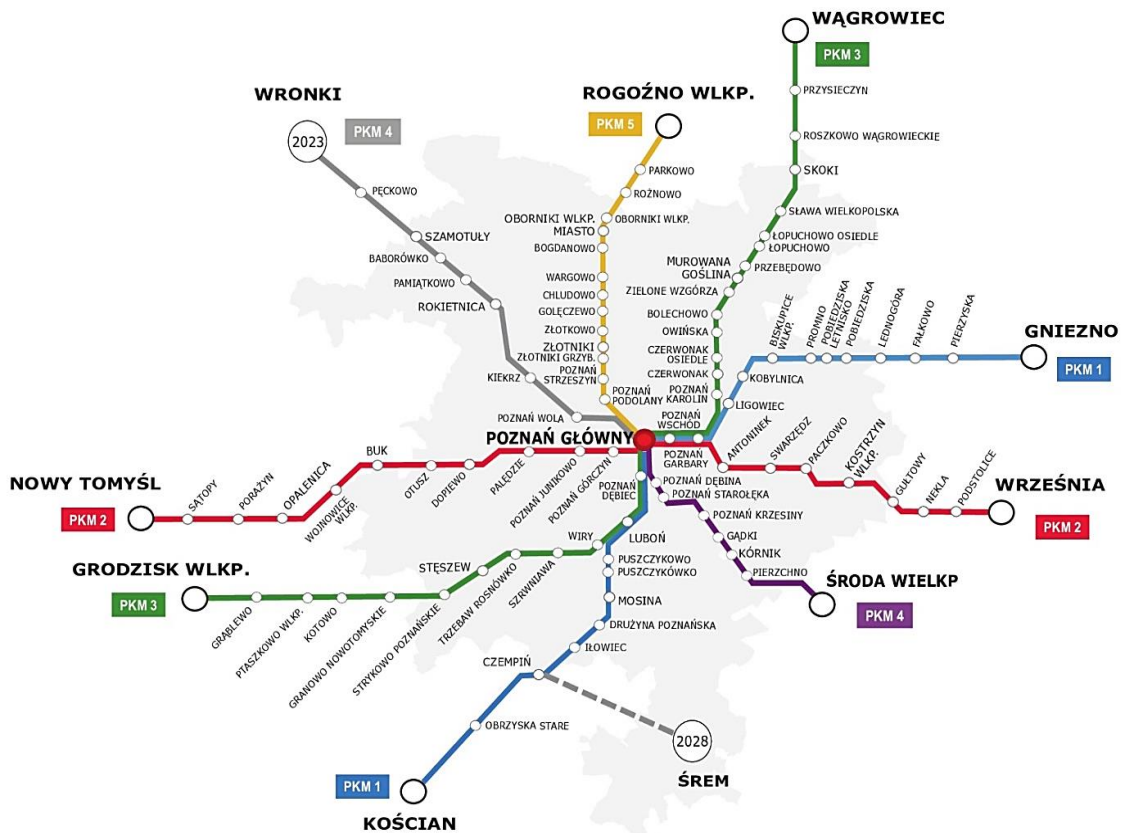 WĄGROWIEC
PKM 3
PRZYSIECZYN
ROSZKOWO WĄGROWIECKIE
SKOKI
SŁAWA WIELKOPOLSKA
ŁOPUCHOWO OSIEDLE
ŁOPUCHOWO
PRZEBĘDOWO
MUROWANA
GOŚLINA
ZIELONE WZGÓRZA
BOLECHOWO
OWIŃSKA
CZERWONAK
OSIEDLE
CZERWONAK
POZNAŃ
KAROLIN
POZNAŃ
WSCHÓD
POZNAŃ
GARBARY
WRONKI
PKM 4
2023
PĘCKOWO
SZAMOTUŁY
BABORÓWKO
PAMIĄTKOWO
ROKIETNICA
KIEKRZ
POZNAŃ WOLA
ROGOŹNO WLKP.
PKM 5
PARKOWO
ROŻNOWO
OBORNIKI WLKP.
OBORNIKI WLKP.
MIASTO
BOGDANOWO
WARGOWO
CHLUDOWO
GOŁĘCZEWO
ZŁOTKOWO
ZŁOTNIKI
ZŁOTNIKI GRZYB.
POZNAŃ
STRZESZYN
POZNAŃ
PODOLANY
POZNAŃ GŁÓWNY
GNIEZNO
PKM 1
PIERZYSKA
FAŁKOWO
LEDNOGÓRA
POBIEDZISKA
POBIEDZISKA
LETNISKO
PROMNO
BISKUPICE
WLKP.
KOBYLNICA
LIGOWIEC
ANTONINEK
SWARZĘDZ
PACZKOWO
KOSTRZYN
WLKP.
GUŁTOWY
NEKLA
PODSTOLICE
WRZEŚNIA
PKM 2
NOWY TOMYŚL
PKM 2
SĄTOPY
PORAŻYN
OPALENICA
WOJNOWICE
WLKP.
BUK
OTUSZ
DOPIEWO
PALĘDZIE
POZNAŃ JUNIKOWO
POZNAŃ GÓRCZYN
POZNAŃ
DĘBIEC
POZNAŃ DĘBINA
POZNAŃ STAROŁĘKA
POZNAŃ KRZESINY
GĄDKI
KÓRNIK
PIERZCHNO
ŚRODA WIELKP
PKM 4
GRODZISK WLKP.
PKM 3
GRĄBLEWO
PTASZKOWO WLKP.
KOTOWO
GRANOWO NOWOTOMYSKIE
STRYKOWO POZNAŃSKIE
STĘSZEW
TRZEBAW ROSNÓWKO
SZRWNIAWA
WIRY
LUBOŃ
PUSZCZYKOWO
PUSZCZYKÓWKO
MOSINA
DRUŻYNA POZNAŃSKA
IŁOWIEC
CZEMPIŃ
OBRZYSKA STARE
PKM 1
KOŚCIAN
2028
ŚREM